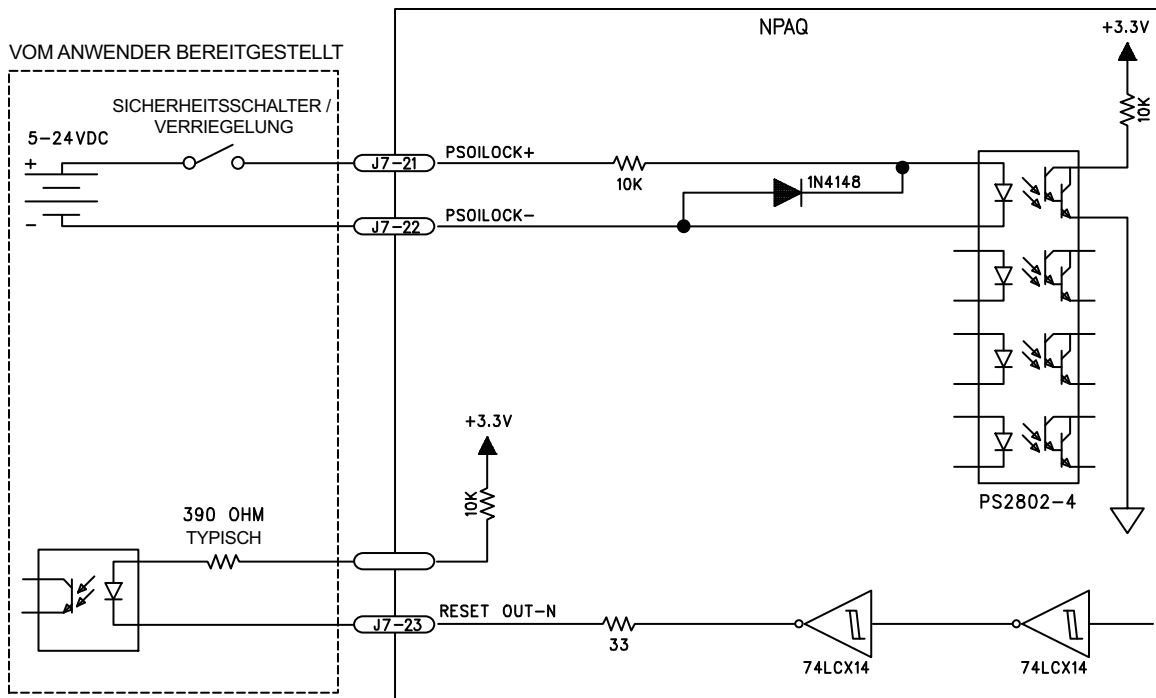 NPAQ
+3.3V
VOM ANWENDER BEREITGESTELLT
SICHERHEITSSCHALTER /
VERRIEGELUNG
5-24VDC
+
-
10K
J7-21
PSOILOCK+
10K
1N4148
J7-22
PSOILOCK-
PS2802-4
+3.3V
10K
390 OHM
TYPISCH
J7-23
RESET OUT-N
33
74LCX14
74LCX14